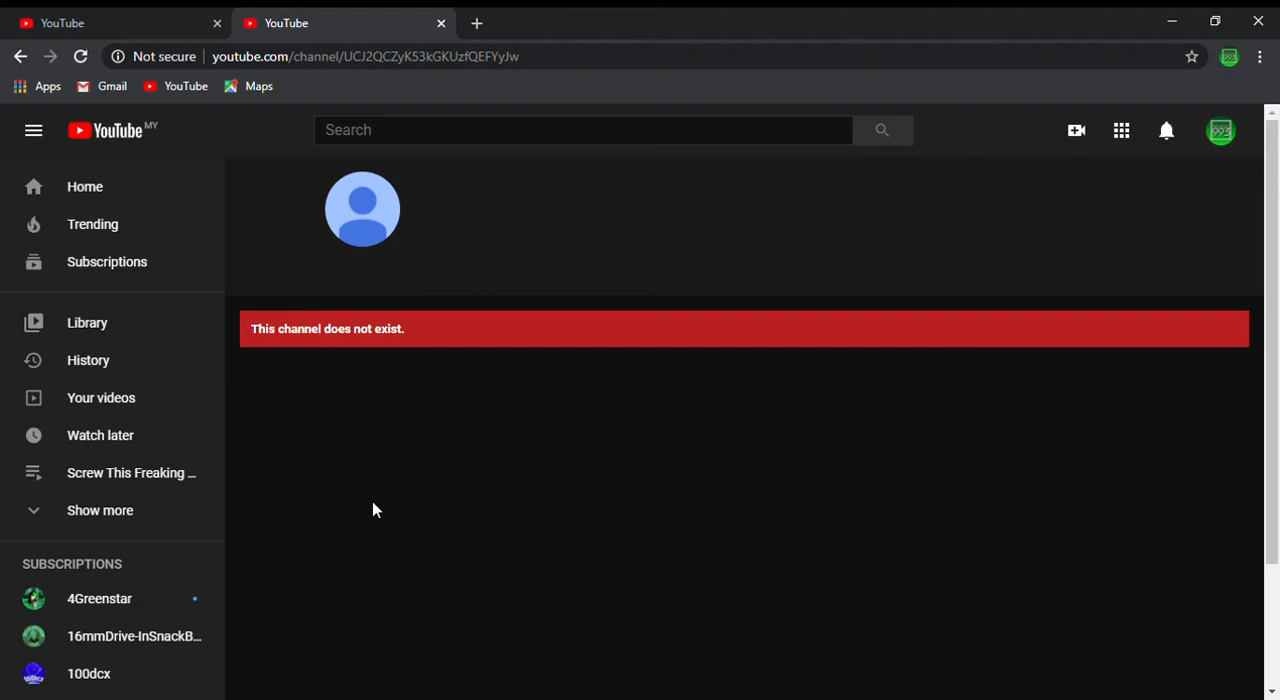 YouTube
YouTube
Not secure youtube.com/channel/UCJ2QCZyK53kGKUzfQEFYyJw
993
Apps Gmail YouTube Maps
YouTube MY
Search
993
Home
Trending
Subscriptions
This channel does not exist.
Library
History
Your videos
Watch later
Screw This Freaking ...
Show more
SUBSCRIPTIONS
4Greenstar
16mmDrive-InSnackB...
100dcx